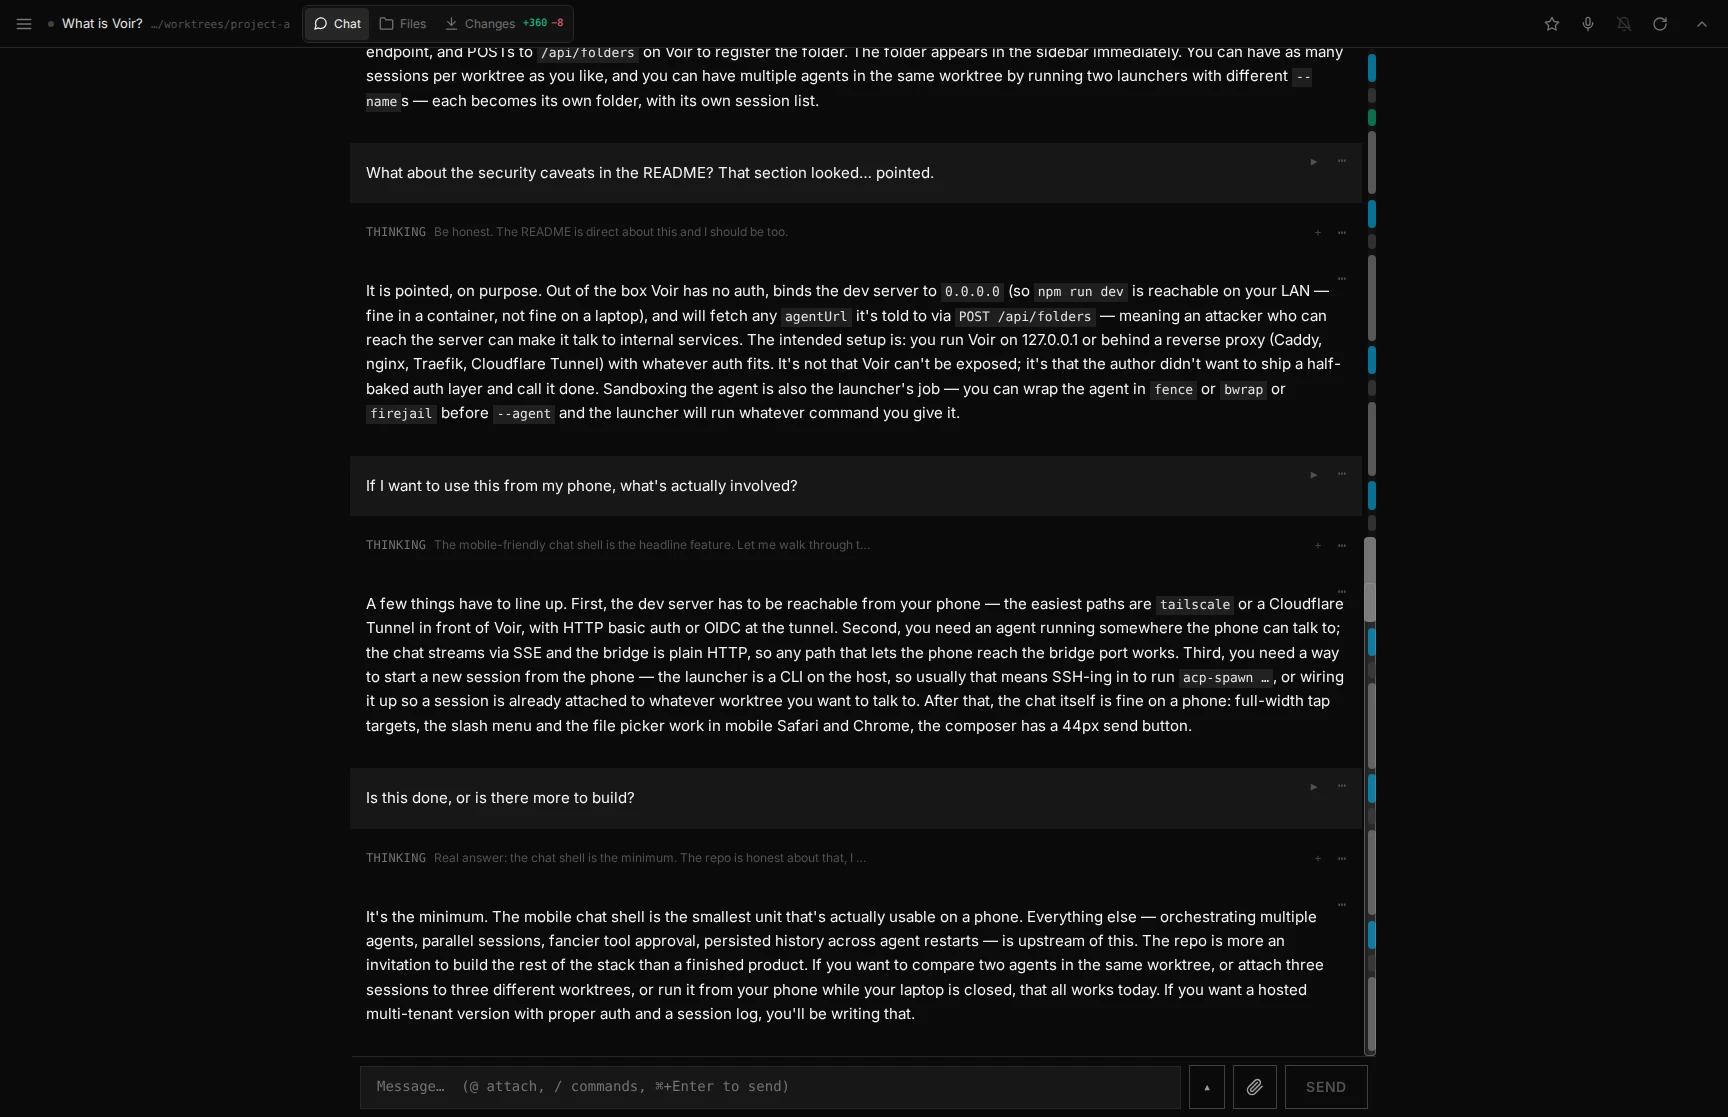 What is Voir? …/worktrees/project-a Chat Files Changes +360 −8
endpoint, and POSTs to /api/folders on Voir to register the folder. The folder appears in the sidebar immediately. You can have as many
sessions per worktree as you like, and you can have multiple agents in the same worktree by running two launchers with different --
names — each becomes its own folder, with its own session list.
What about the security caveats in the README? That section looked… pointed.
THINKING Be honest. The README is direct about this and I should be too.
It is pointed, on purpose. Out of the box Voir has no auth, binds the dev server to 0.0.0.0 (so npm run dev is reachable on your LAN —
fine in a container, not fine on a laptop), and will fetch any agentUrl it's told to via POST /api/folders — meaning an attacker who can
reach the server can make it talk to internal services. The intended setup is: you run Voir on 127.0.0.1 or behind a reverse proxy (Caddy,
nginx, Traefik, Cloudflare Tunnel) with whatever auth fits. It's not that Voir can't be exposed; it's that the author didn't want to ship a half-
baked auth layer and call it done. Sandboxing the agent is also the launcher's job — you can wrap the agent in fence or bwrap or
firejail before --agent and the launcher will run whatever command you give it.
If I want to use this from my phone, what's actually involved?
THINKING The mobile-friendly chat shell is the headline feature. Let me walk through t…
A few things have to line up. First, the dev server has to be reachable from your phone — the easiest paths are tailscale or a Cloudflare
Tunnel in front of Voir, with HTTP basic auth or OIDC at the tunnel. Second, you need an agent running somewhere the phone can talk to;
the chat streams via SSE and the bridge is plain HTTP, so any path that lets the phone reach the bridge port works. Third, you need a way
to start a new session from the phone — the launcher is a CLI on the host, so usually that means SSH-ing in to run acp-spawn …, or wiring
it up so a session is already attached to whatever worktree you want to talk to. After that, the chat itself is fine on a phone: full-width tap
targets, the slash menu and the file picker work in mobile Safari and Chrome, the composer has a 44px send button.
Is this done, or is there more to build?
THINKING Real answer: the chat shell is the minimum. The repo is honest about that, I …
It's the minimum. The mobile chat shell is the smallest unit that's actually usable on a phone. Everything else — orchestrating multiple
agents, parallel sessions, fancier tool approval, persisted history across agent restarts — is upstream of this. The repo is more an
invitation to build the rest of the stack than a finished product. If you want to compare two agents in the same worktree, or attach three
sessions to three different worktrees, or run it from your phone while your laptop is closed, that all works today. If you want a hosted
multi-tenant version with proper auth and a session log, you'll be writing that.
Message… (@ attach, / commands, ⌘+Enter to send) SEND